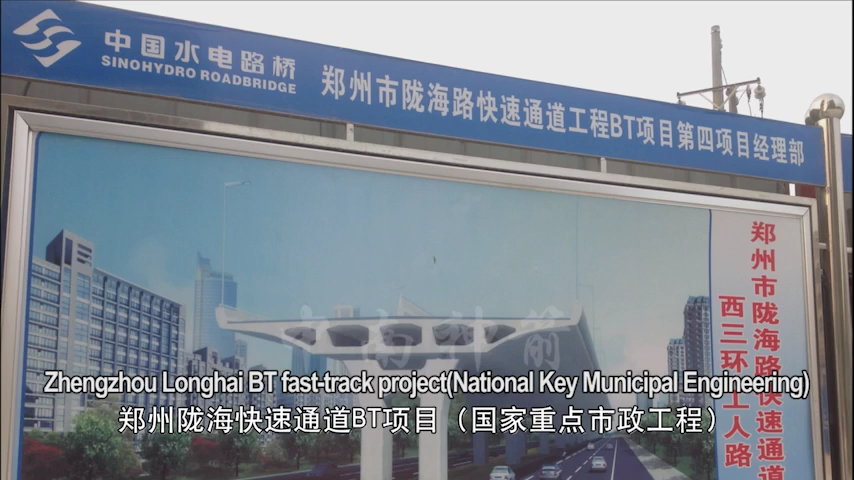 中国水电路桥
SINOHYDRO ROADBRIDGE
郑州市陇海路快速通道工程BT项目第四项目经理部
郑州市陇海路快速通道
西三环 工人路
Zhengzhou Longhai BT fast-track project(National Key Municipal Engineering)
郑州陇海快速通道BT项目（国家重点市政工程）